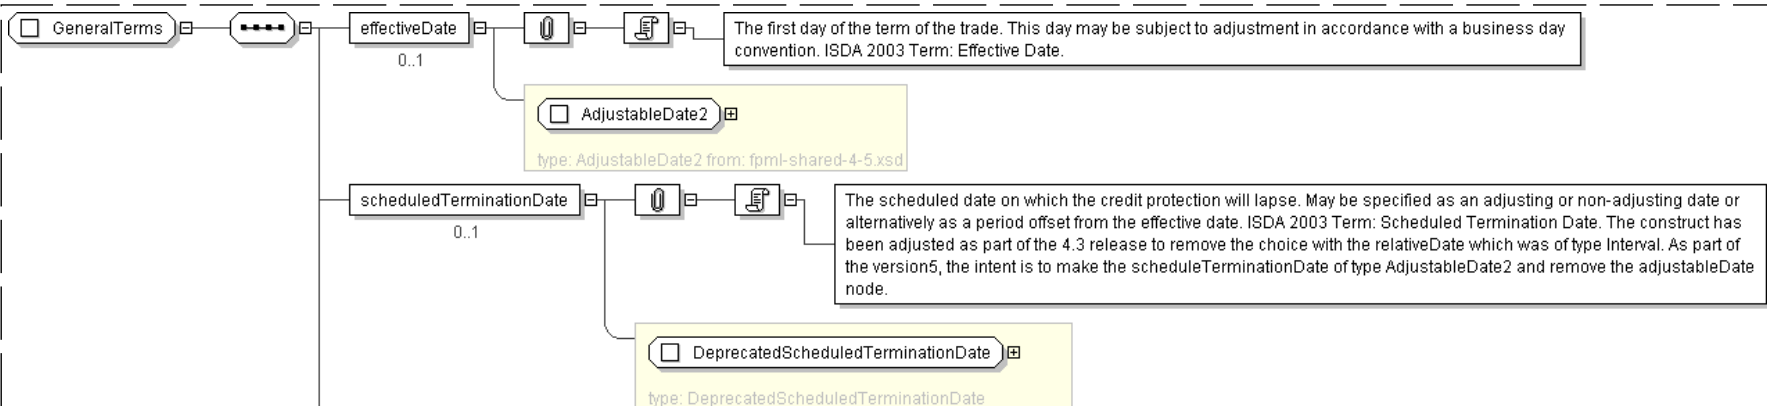 GeneralTerms
effectiveDate
0..1
The first day of the term of the trade. This day may be subject to adjustment in accordance with a business day
convention. ISDA 2003 Term: Effective Date.
AdjustableDate2
type: AdjustableDate2 from: fpml-shared-4-5.xsd
scheduledTerminationDate
0..1
The scheduled date on which the credit protection will lapse. May be specified as an adjusting or non-adjusting date or
alternatively as a period offset from the effective date. ISDA 2003 Term: Scheduled Termination Date. The construct has
been adjusted as part of the 4.3 release to remove the choice with the relativeDate which was of type Interval. As part of
the version5, the intent is to make the scheduleTerminationDate of type AdjustableDate2 and remove the adjustableDate
node.
DeprecatedScheduledTerminationDate
type: DeprecatedScheduledTerminationDate